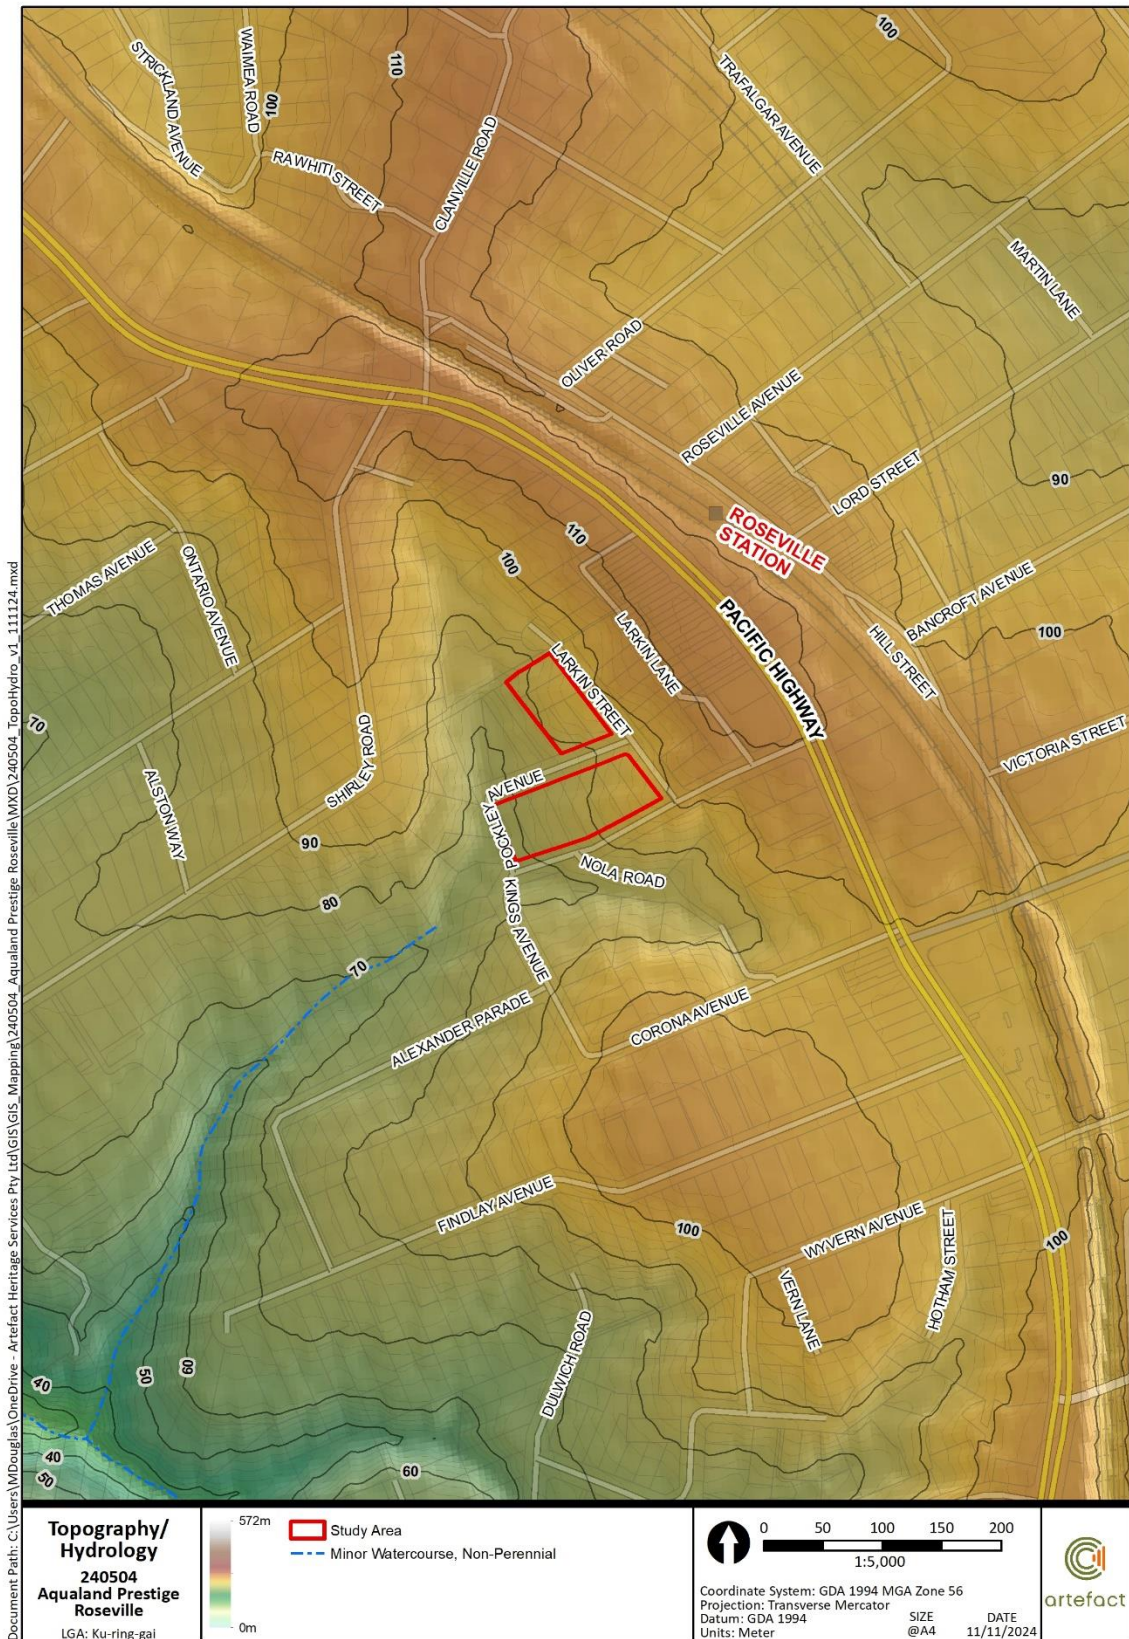 Document Path: C:\Users\MDouglas\OneDrive - Artefact Heritage Services Pty Ltd\GIS\GIS_Mapping\240504_Aqualand Prestige Roseville\MXD\240504_TopoHydro_v1_111124.mxd
100
STRICKLAND AVENUE
WAIMEA ROAD
100
110
TRAFALGAR AVENUE
RAWHITI STREET
CLANVILLE ROAD
MARTIN LANE
OLIVER ROAD
ROSEVILLE AVENUE
LORD STREET
90
ROSEVILLE
STATION
110
100
THOMAS AVENUE
ONTARIO AVENUE
BANCROFT AVENUE
PACIFIC HIGHWAY
LARKIN LANE
HILL STREET
100
LARKIN STREET
70
SHIRLEY ROAD
VICTORIA STREET
ALSTON WAY
POCKLEY AVENUE
90
NOLA ROAD
80
KINGS AVENUE
70
ALEXANDER PARADE
CORONA AVENUE
FINDLAY AVENUE
100
WYVERN AVENUE
HOTHAM STREET
100
VERN LANE
DULWICH ROAD
40
50
60
40
50
60
Topography/
Hydrology
240504
Aqualand Prestige
Roseville
LGA: Ku-ring-gai
572m
0m
Study Area
Minor Watercourse, Non-Perennial
0 50 100 150 200
1:5,000
Coordinate System: GDA 1994 MGA Zone 56
Projection: Transverse Mercator
Datum: GDA 1994
Units: Meter
SIZE
@A4
DATE
11/11/2024
artefact